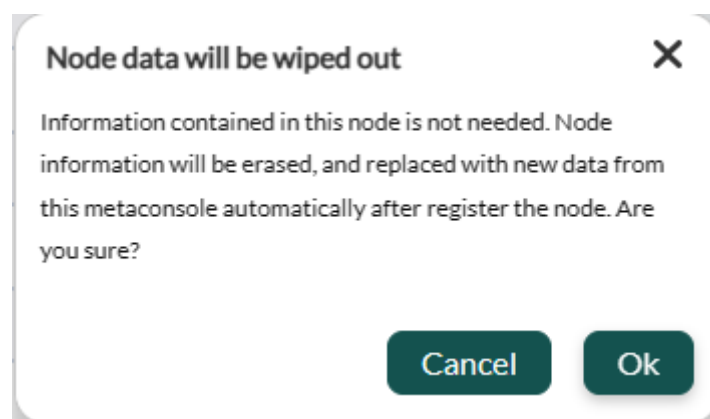 Node data will be wiped out
Information contained in this node is not needed. Node
information will be erased, and replaced with new data from
this metaconsole automatically after register the node. Are
you sure?
Cancel Ok